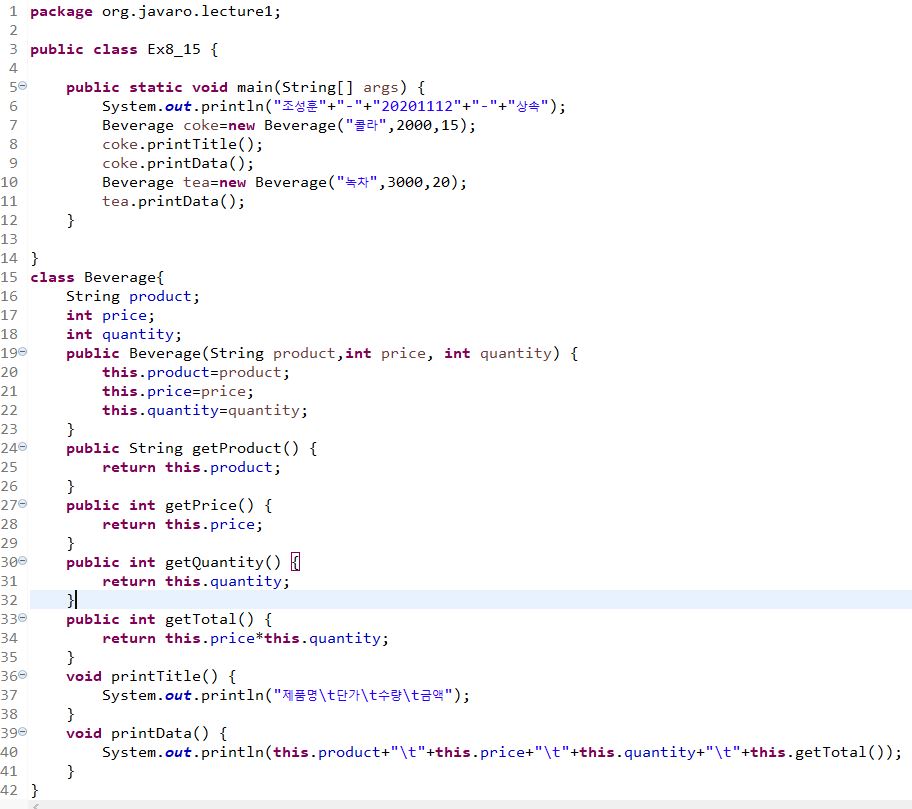 1 package org.javaro.lecture1;
2
3 public class Ex8_15 {
4
5     public static void main(String[] args) {
6         System.out.println("조성훈"+"-"+"20201112"+"-"+"상속");
7         Beverage coke=new Beverage("콜라",2000,15);
8         coke.printTitle();
9         coke.printData();
10         Beverage tea=new Beverage("녹차",3000,20);
11         tea.printData();
12     }
13
14 }
15 class Beverage{
16     String product;
17     int price;
18     int quantity;
19     public Beverage(String product,int price, int quantity) {
20         this.product=product;
21         this.price=price;
22         this.quantity=quantity;
23     }
24     public String getProduct() {
25         return this.product;
26     }
27     public int getPrice() {
28         return this.price;
29     }
30     public int getQuantity() {
31         return this.quantity;
32     }
33     public int getTotal() {
34         return this.price*this.quantity;
35     }
36     void printTitle() {
37         System.out.println("제품명\t단가\t수량\t금액");
38     }
39     void printData() {
40         System.out.println(this.product+"\t"+this.price+"\t"+this.quantity+"\t"+this.getTotal());
41     }
42 }